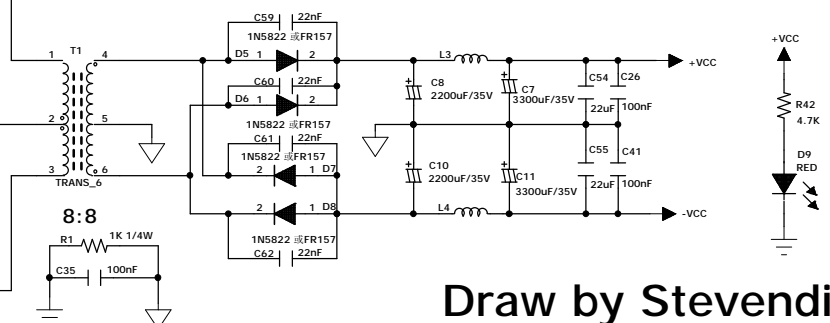 C59 22nF
1N5822 或FR157
T1
1 4
D5 1 2
L3
+VCC
+VCC
C60 22nF
D6 1 2
C8
2200uF/35V
C7
3300uF/35V
C54 C26
22uF 100nF
R42
4.7K
2 5
1N5822 或FR157
C61 22nF
1N5822 或FR157
2 1 D7
C10
2200uF/35V
C11
3300uF/35V
C55 C41
22uF 100nF
D9
RED
3 6
TRANS_6
2 1 D8
L4
-VCC
8:8
1N5822 或FR157
C62 22nF
R1 1K 1/4W
C35 100nF
Draw by Stevendi